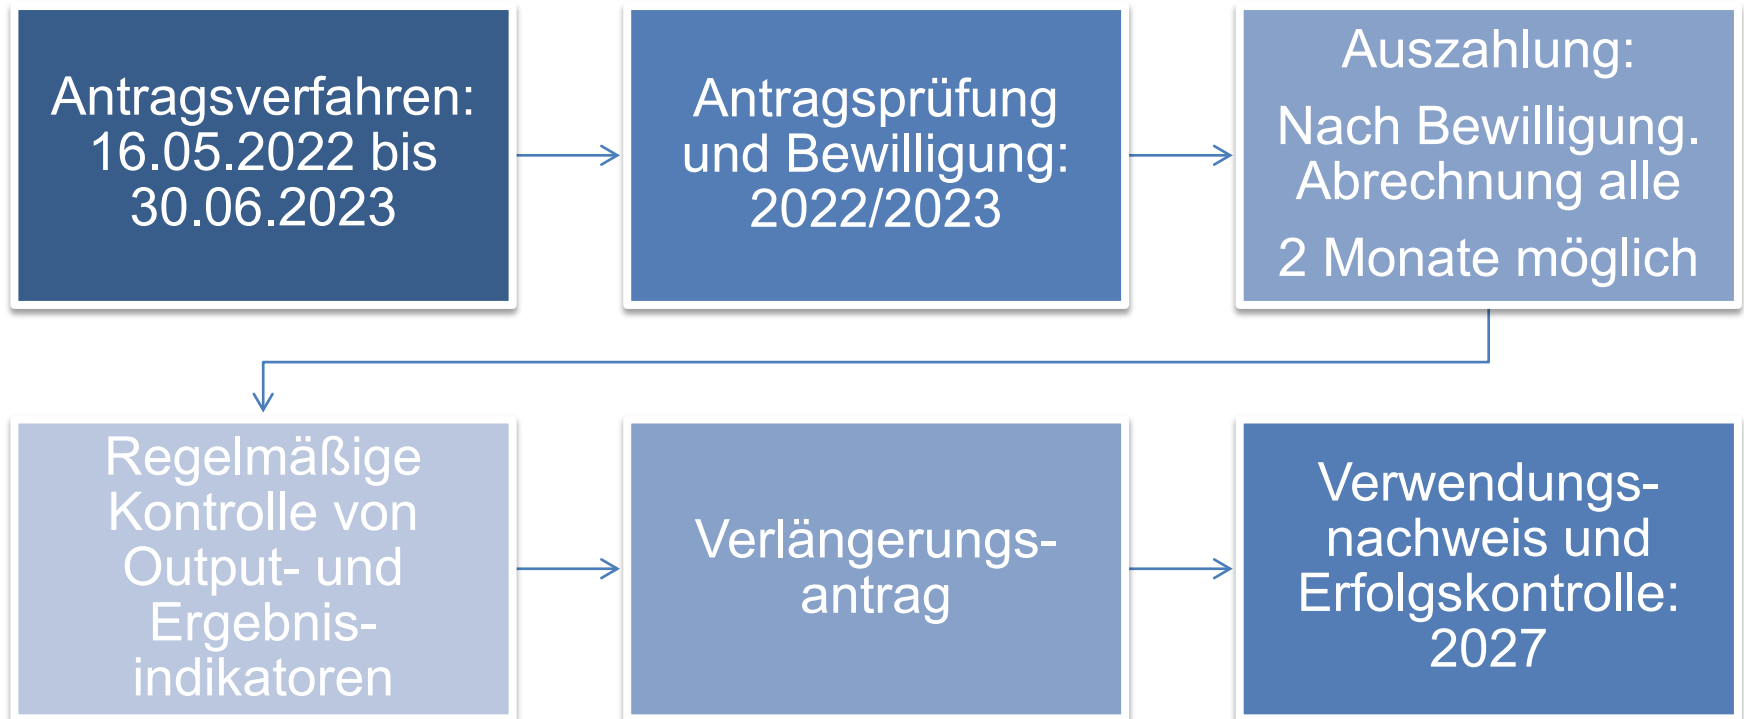 Antragsverfahren:
16.05.2022 bis
30.06.2023
Antragsprüfung
und Bewilligung:
2022/2023
Auszahlung:
Nach Bewilligung.
Abrechnung alle
2 Monate möglich
Regelmäßige
Kontrolle von
Output- und
Ergebnis-
indikatoren
Verlängerungs-
antrag
Verwendungs-
nachweis und
Erfolgskontrolle:
2027